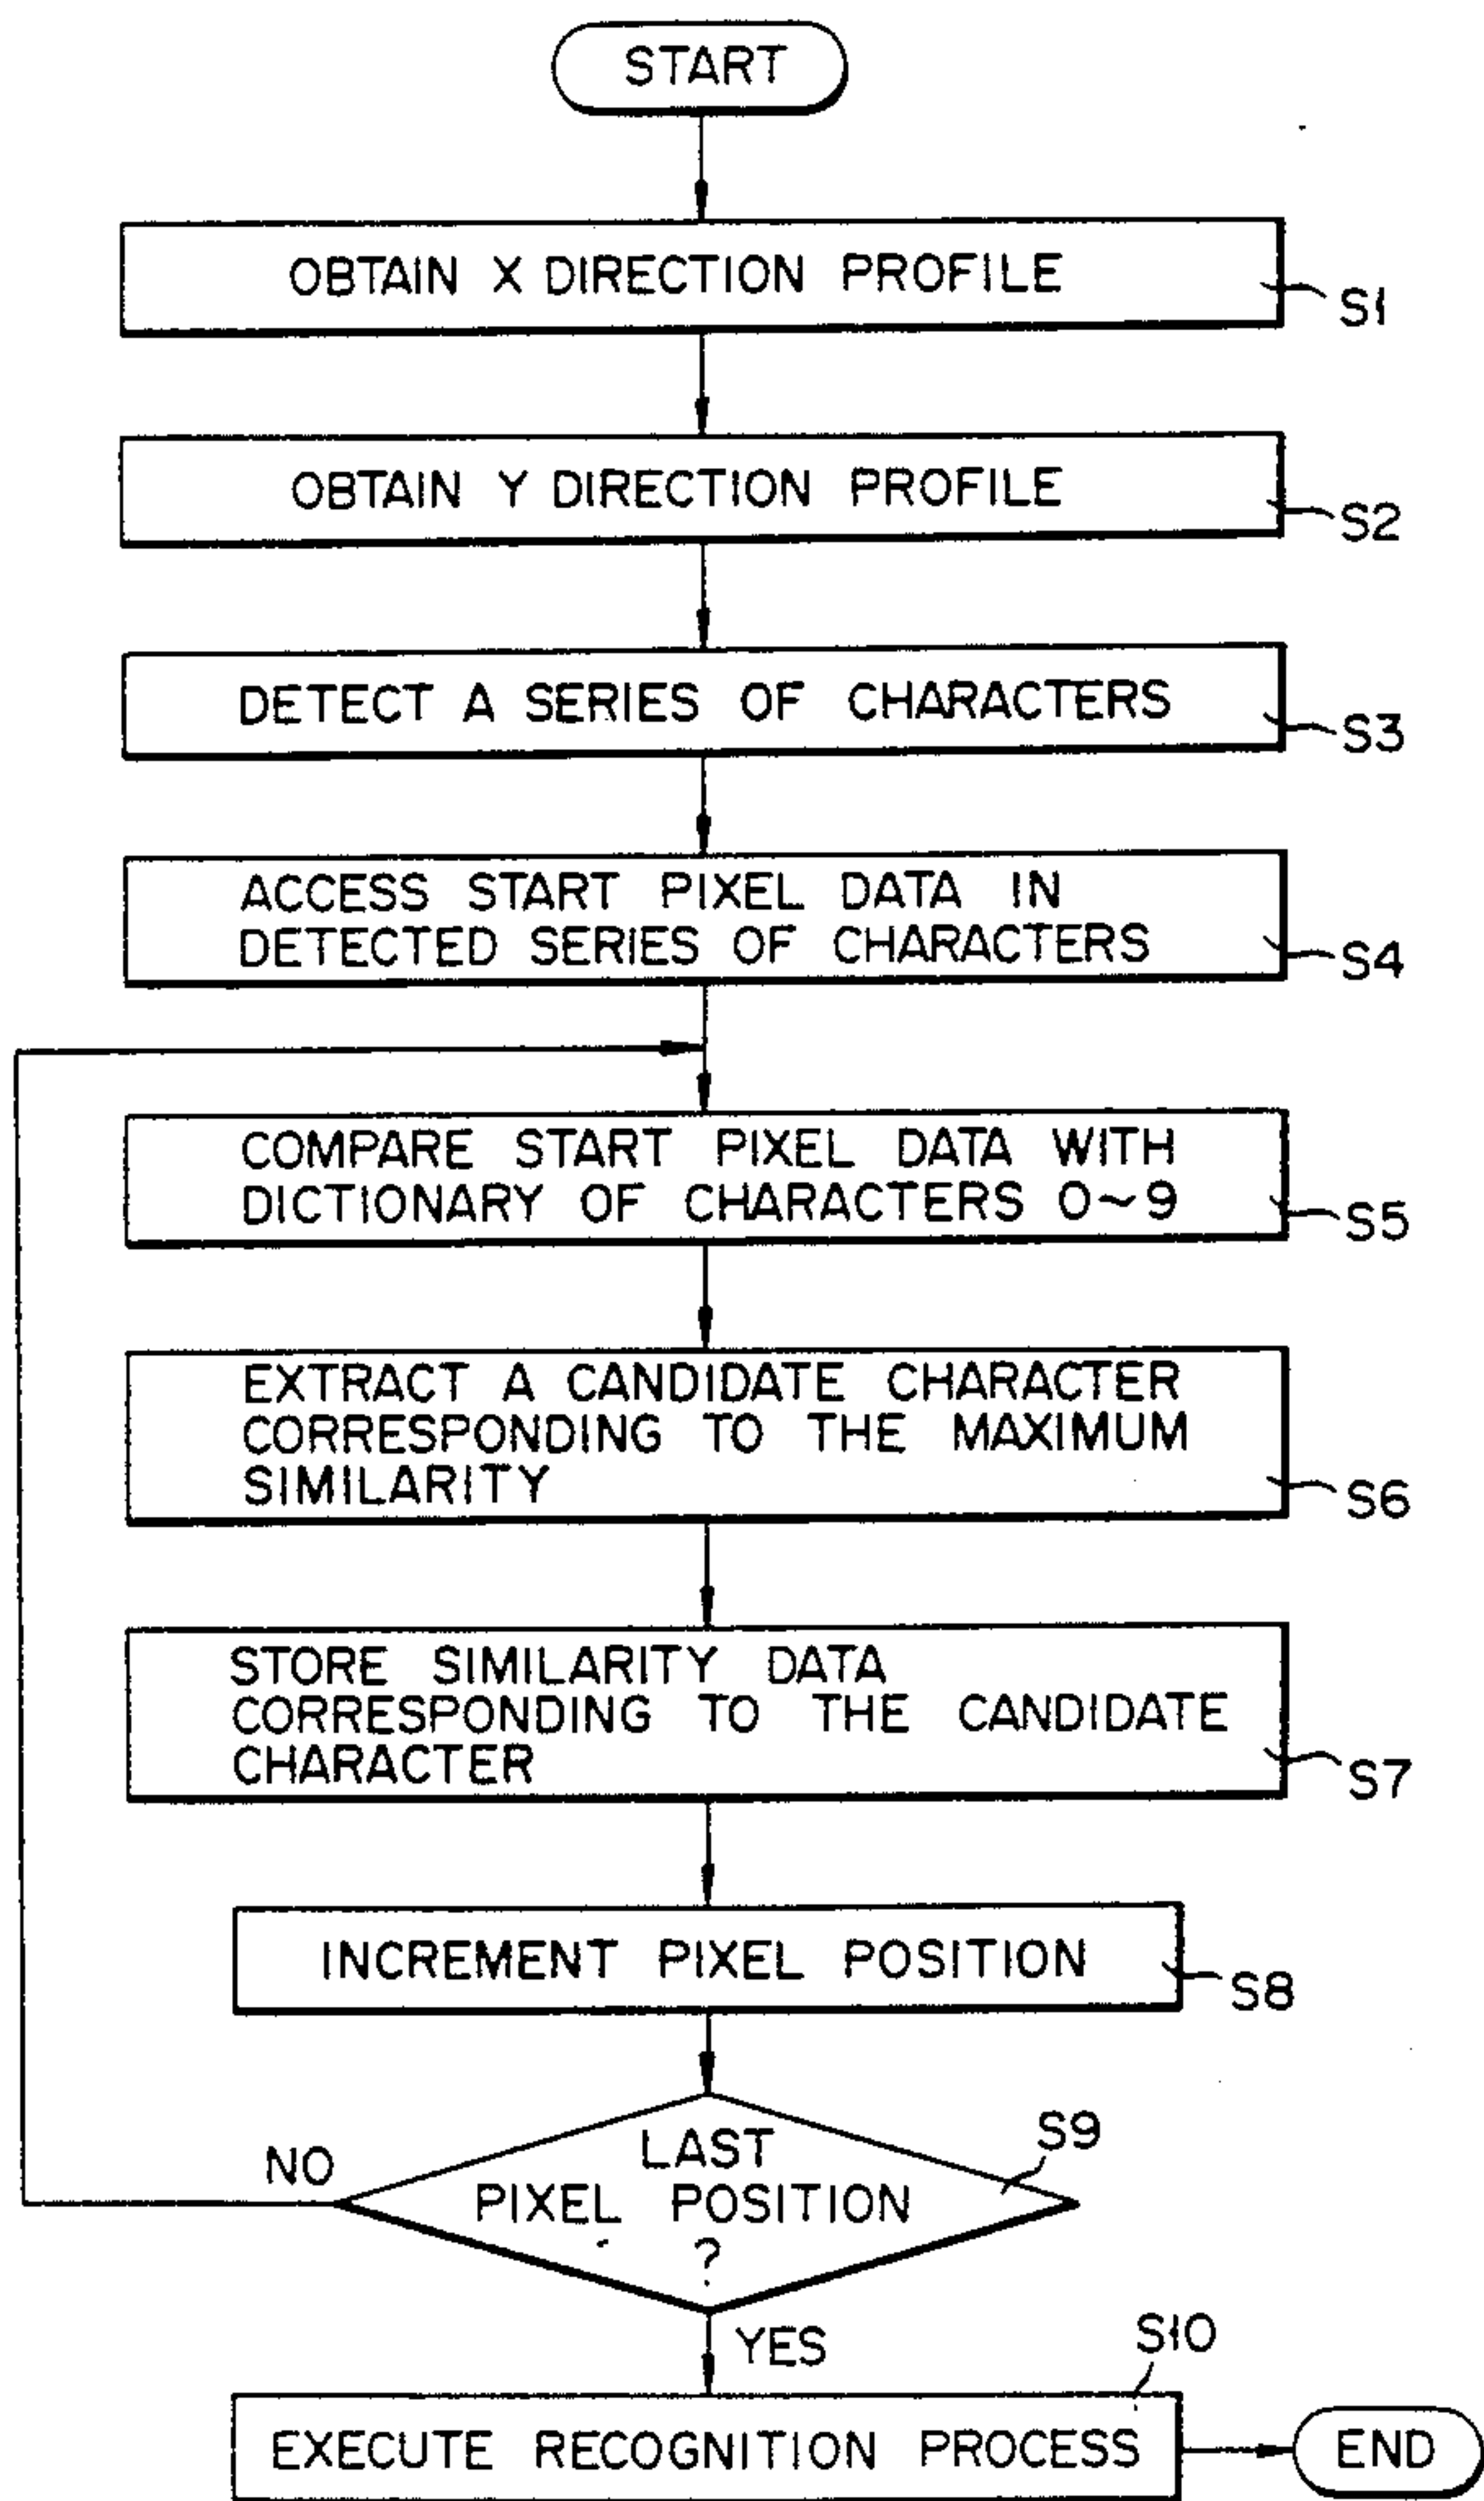 START
OBTAIN X DIRECTION PROFILE
S1
OBTAIN Y DIRECTION PROFILE
S2
DETECT A SERIES OF CHARACTERS
S3
ACCESS START PIXEL DATA IN
DETECTED SERIES OF CHARACTERS
S4
COMPARE START PIXEL DATA WITH
DICTIONARY OF CHARACTERS 0~9
S5
EXTRACT A CANDIDATE CHARACTER
CORRESPONDING TO THE MAXIMUM
SIMILARITY
S6
STORE SIMILARITY DATA
CORRESPONDING TO THE CANDIDATE
CHARACTER
S7
INCREMENT PIXEL POSITION
S8
S9
NO
LAST
PIXEL POSITION
?
YES
S10
EXECUTE RECOGNITION PROCESS
END